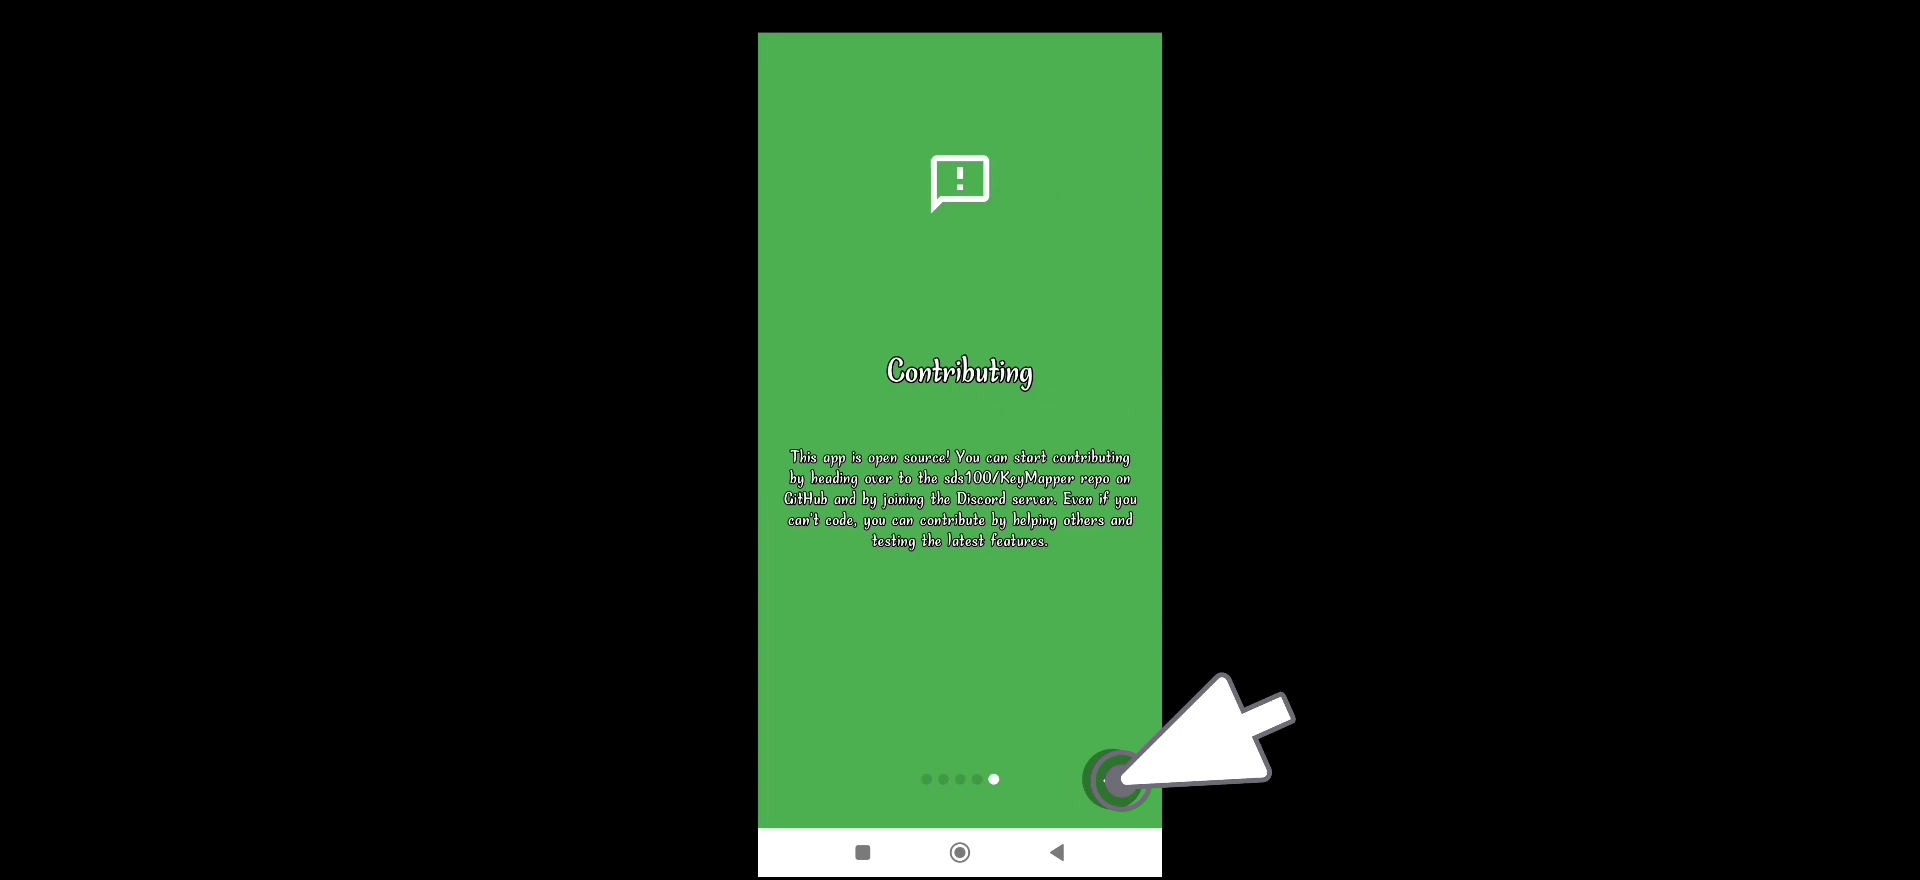 Contributing
This app is open source! You can start contributing
by heading over to the sds100/KeyMapper repo on
GitHub and by joining the Discord server. Even if you
can't code, you can contribute by helping others and
testing the latest features.